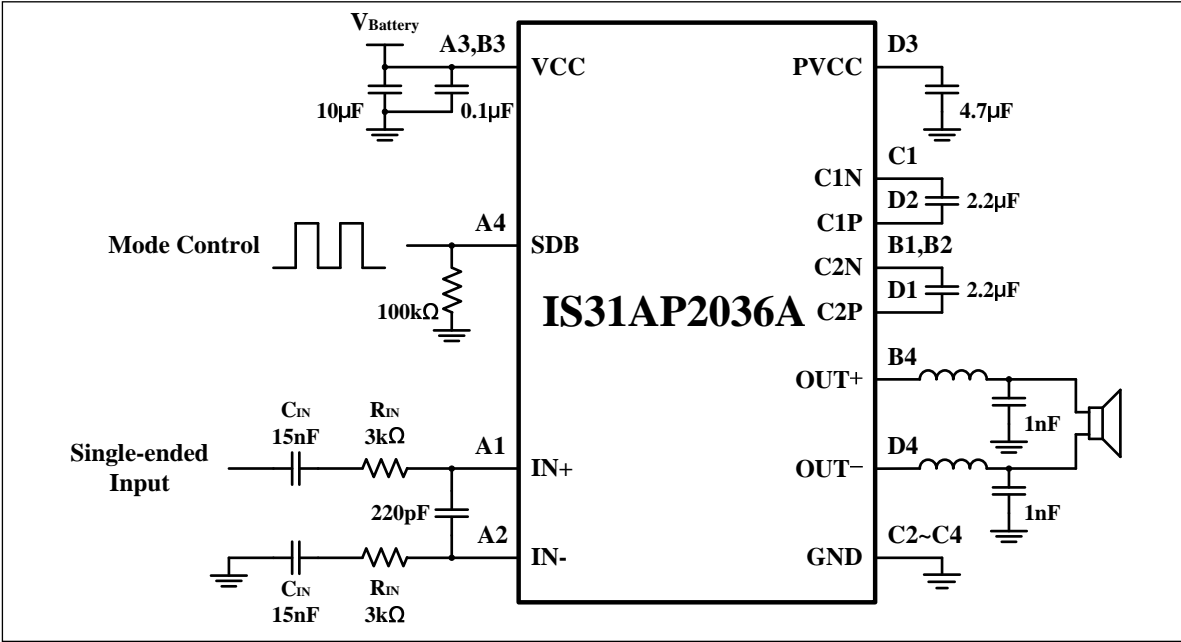 VBattery
A3,B3
VCC
10µF
0.1µF
Mode Control
A4
SDB
100kΩ
CIN
15nF
RIN
3kΩ
Single-ended
Input
A1
IN+
220pF
A2
IN-
CIN
15nF
RIN
3kΩ
IS31AP2036A
D3
PVCC
4.7µF
C1
C1N
D2
2.2µF
C1P
B1,B2
C2N
D1
2.2µF
C2P
B4
OUT+
1nF
D4
OUT−
1nF
C2~C4
GND